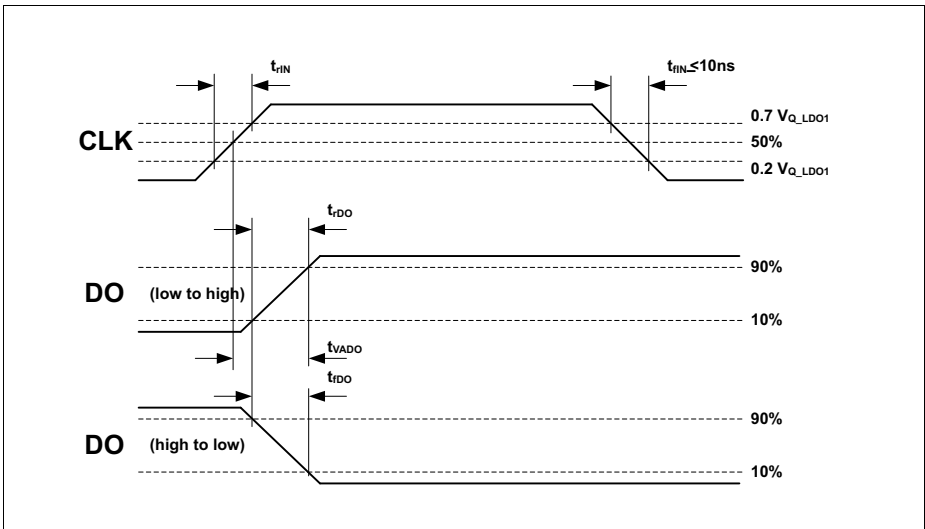 t_rIN
t_fIN ≤10ns
0.7 V_Q_LDO1
CLK
50%
0.2 V_Q_LDO1
t_rDO
90%
DO (low to high)
10%
t_VADO
t_fDO
90%
DO (high to low)
10%